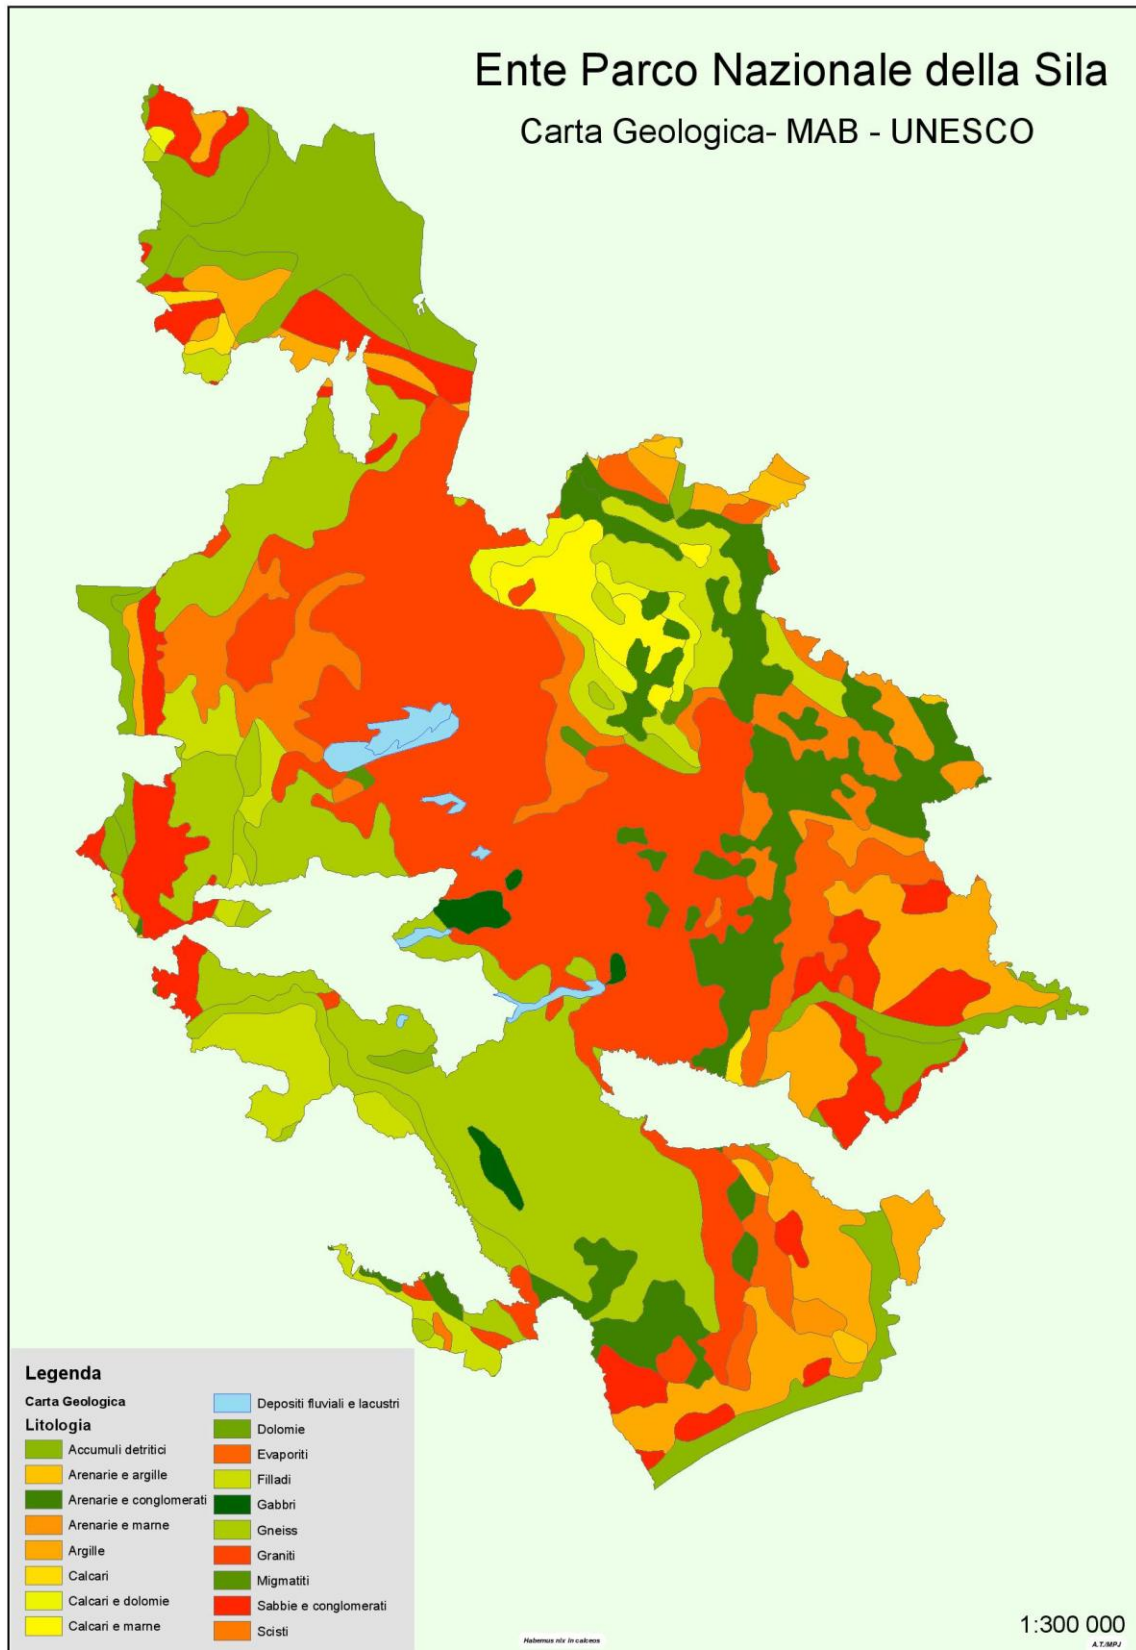 Ente Parco Nazionale della Sila
Carta Geologica- MAB - UNESCO
Legenda
Carta Geologica
Litologia
Accumuli detritici
Arenarie e argille
Arenarie e conglomerati
Arenarie e marne
Argille
Calcari
Calcari e dolomie
Calcari e marne
Depositi fluviali e lacustri
Dolomie
Evaporiti
Filladi
Gabbri
Gneiss
Graniti
Migmatiti
Sabbie e conglomerati
Scisti
Habemus nix in calceos
1:300 000
A.T./MPJ